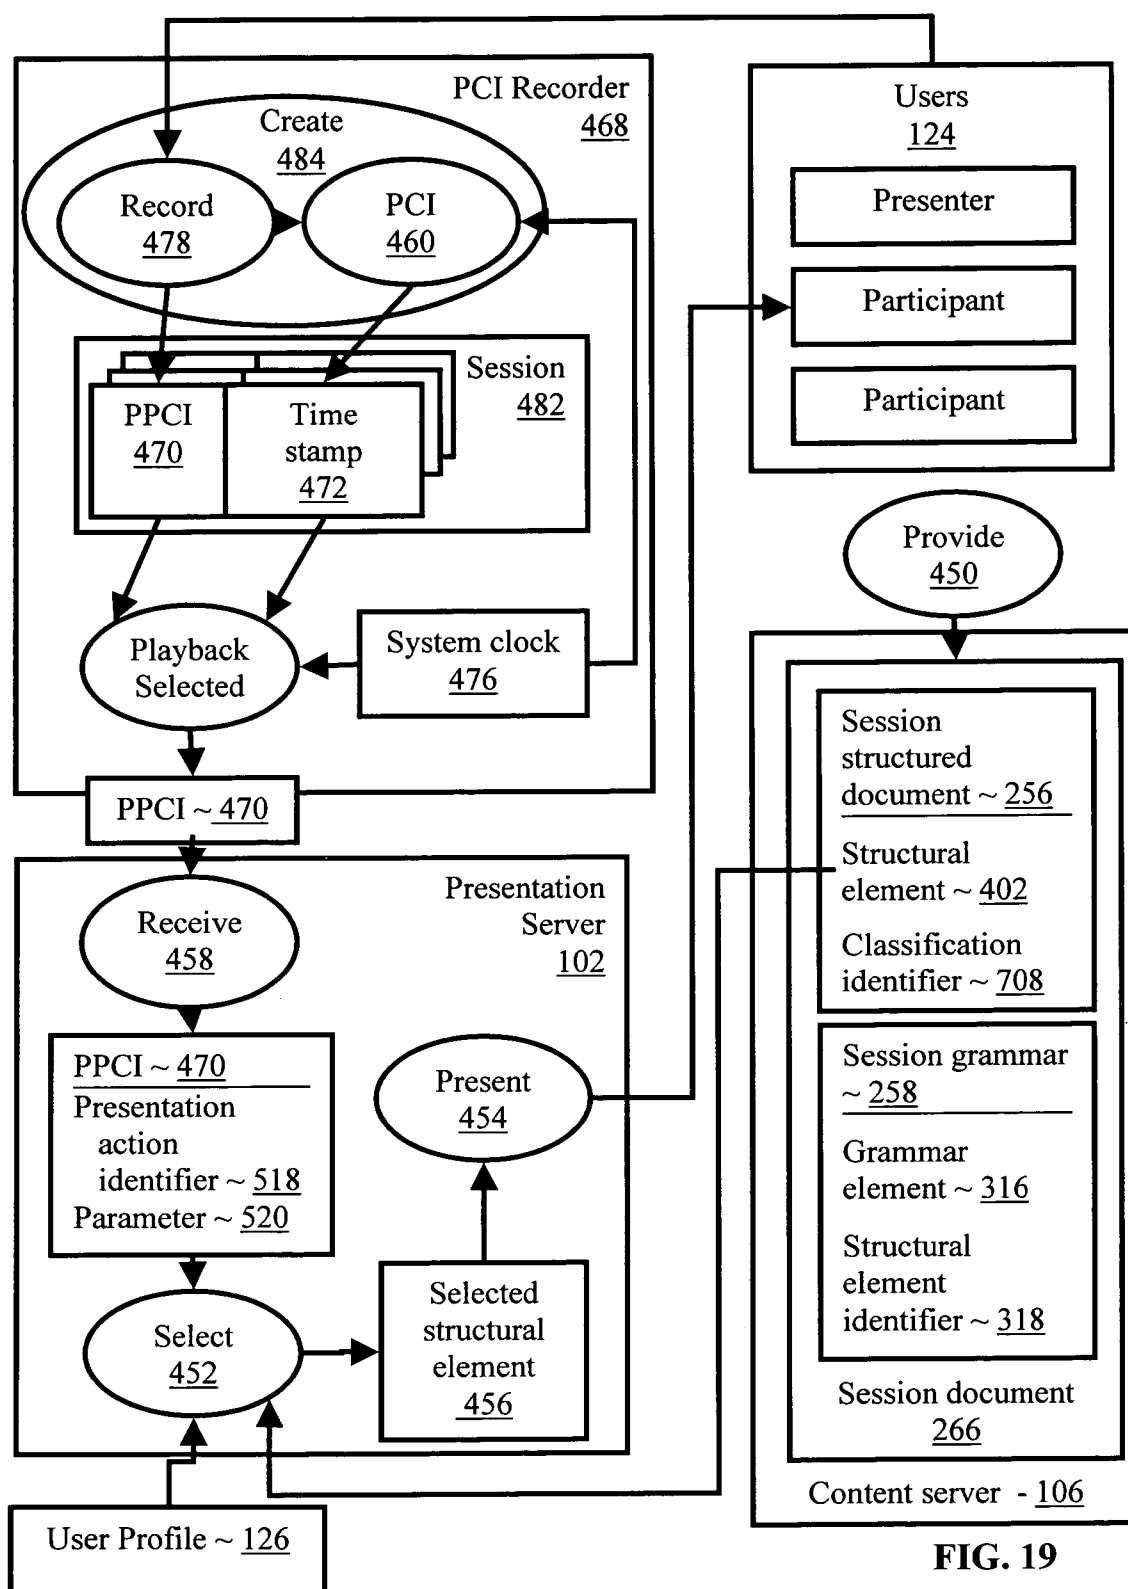 PCI Recorder
468
Create
484
Record
478
PCI
460
Users
124
Presenter
Participant
Participant
Session
482
PPCI
470
Time
stamp
472
Playback
Selected
System clock
476
PPCI ~ 470
Provide
450
Presentation
Server
102
Receive
458
PPCI ~ 470
Presentation
action
identifier ~ 518
Parameter ~ 520
Present
454
Select
452
Selected
structural
element
456
User Profile ~ 126
Session
structured
document ~ 256
Structural
element ~ 402
Classification
identifier ~ 708
Session grammar
~ 258
Grammar
element ~ 316
Structural
element
identifier ~ 318
Session document
266
Content server - 106
FIG. 19